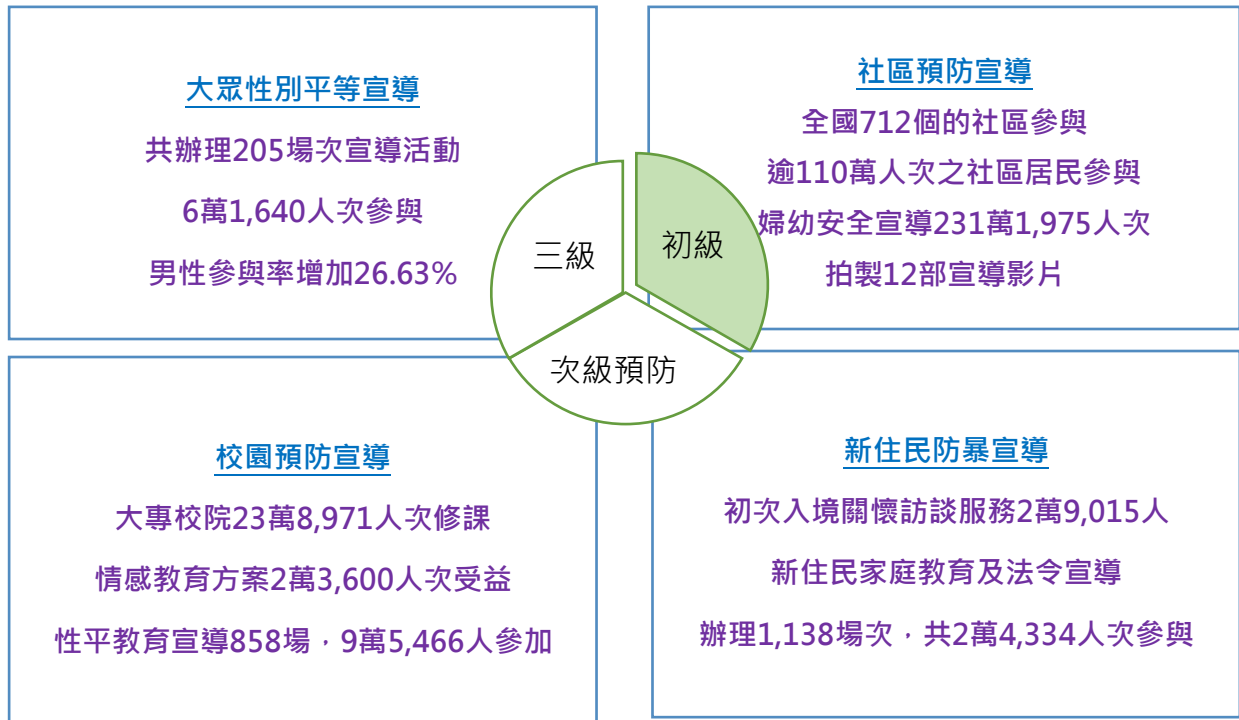 大眾性別平等宣導
共辦理205場次宣導活動
6萬1,640人次參與
男性參與率增加26.63%
社區預防宣導
全國712個的社區參與
逾110萬人次之社區居民參與
婦幼安全宣導231萬1,975人次
拍製12部宣導影片
三級
初級
次級預防
校園預防宣導
大專校院23萬8,971人次修課
情感教育方案2萬3,600人次受益
性平教育宣導858場，9萬5,466人參加
新住民防暴宣導
初次入境關懷訪談服務2萬9,015人
新住民家庭教育及法令宣導
辦理1,138場次，共2萬4,334人次參與